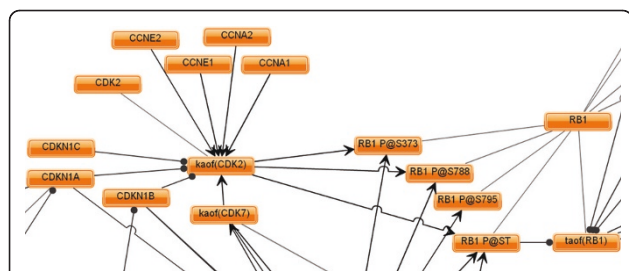 CCNE2
CCNA2
CCNE1
CCNA1
CDK2
RB1
RB1 P@S373
CDKN1C
kaof(CDK2)
RB1 P@S788
CDKN1A
CDKN1B
RB1 P@S795
kaof(CDK7)
RB1 P@ST
taof(RB1)